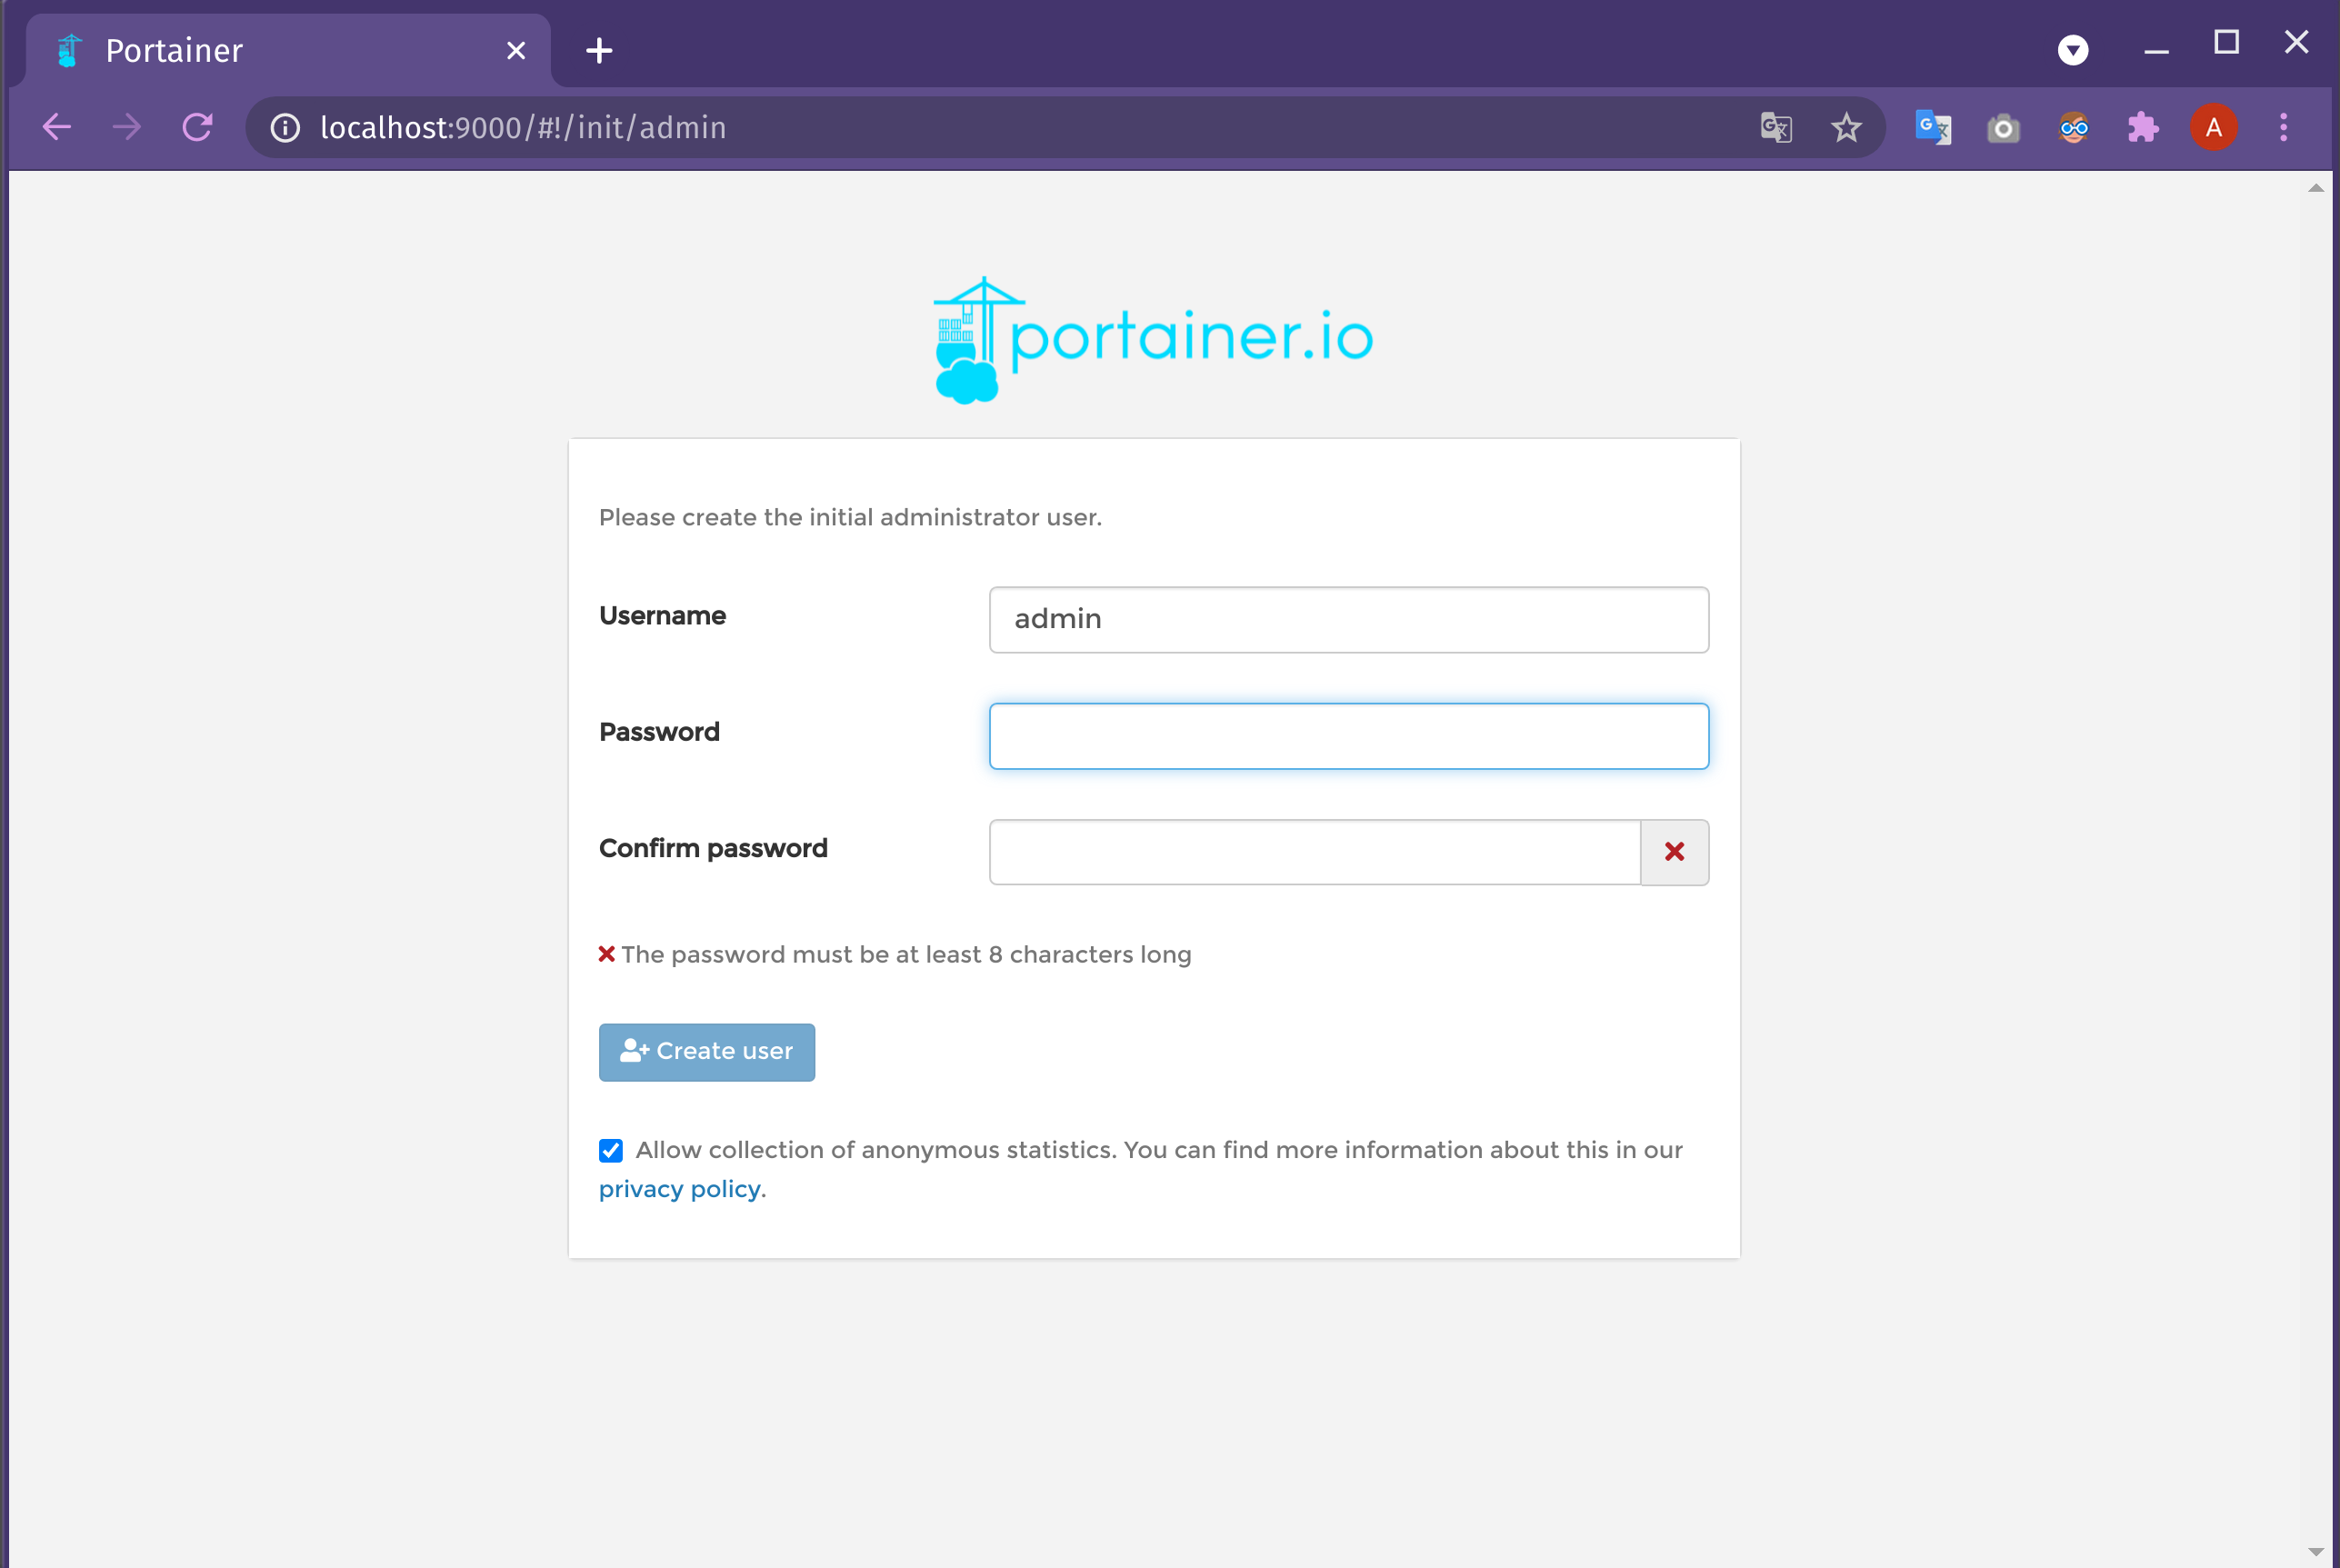 Portainer
localhost:9000/#!/init/admin
A
portainer.io
Please create the initial administrator user.
Username
admin
Password
Confirm password
The password must be at least 8 characters long
Create user
Allow collection of anonymous statistics. You can find more information about this in our
privacy policy.